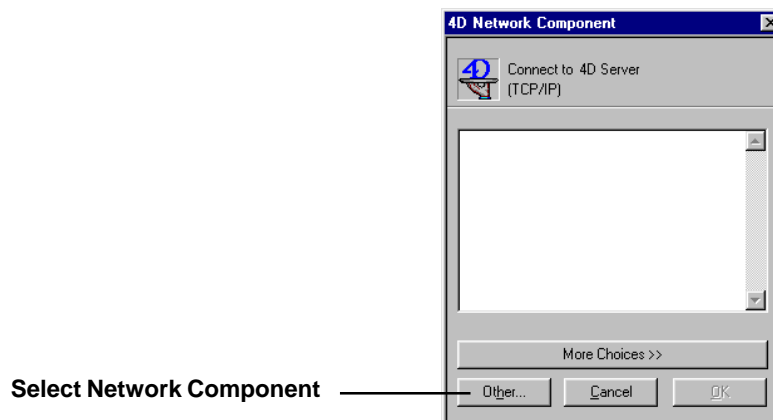 4D Network Component
4D
Connect to 4D Server
(TCP/IP)
More Choices >>
Select Network Component
Other...
Cancel
OK